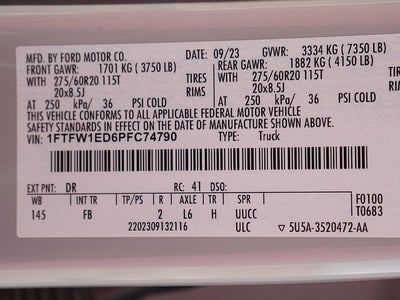 MFD. BY FORD MOTOR CO. DATE: 09/23 GVWR: 3334 KG ( 7350 LB)
FRONT GAWR: 1701 KG ( 3750 LB) REAR GAWR: 1882 KG ( 4150 LB)
WITH 275/60R20 115T TIRES WITH 275/60R20 115T TIRES
20x8.5J RIMS 20x8.5J RIMS
AT 250 kPa/ 36 PSI COLD AT 250 kPa/ 36 PSI COLD
THIS VEHICLE CONFORMS TO ALL APPLICABLE FEDERAL MOTOR VEHICLE
SAFETY STANDARDS IN EFFECT ON THE DATE OF MANUFACTURE SHOWN ABOVE.
VIN: 1FTFW1ED6PFC74790 TYPE: Truck
EXT PNT: DR RC: 41 DSO: F0100
WB INT TR TP/PS R AXLE TR SPR T0683
145 FB 2 L6 H UUCC
2202309132116 ULC ▽ 5U5A-3520472-AA